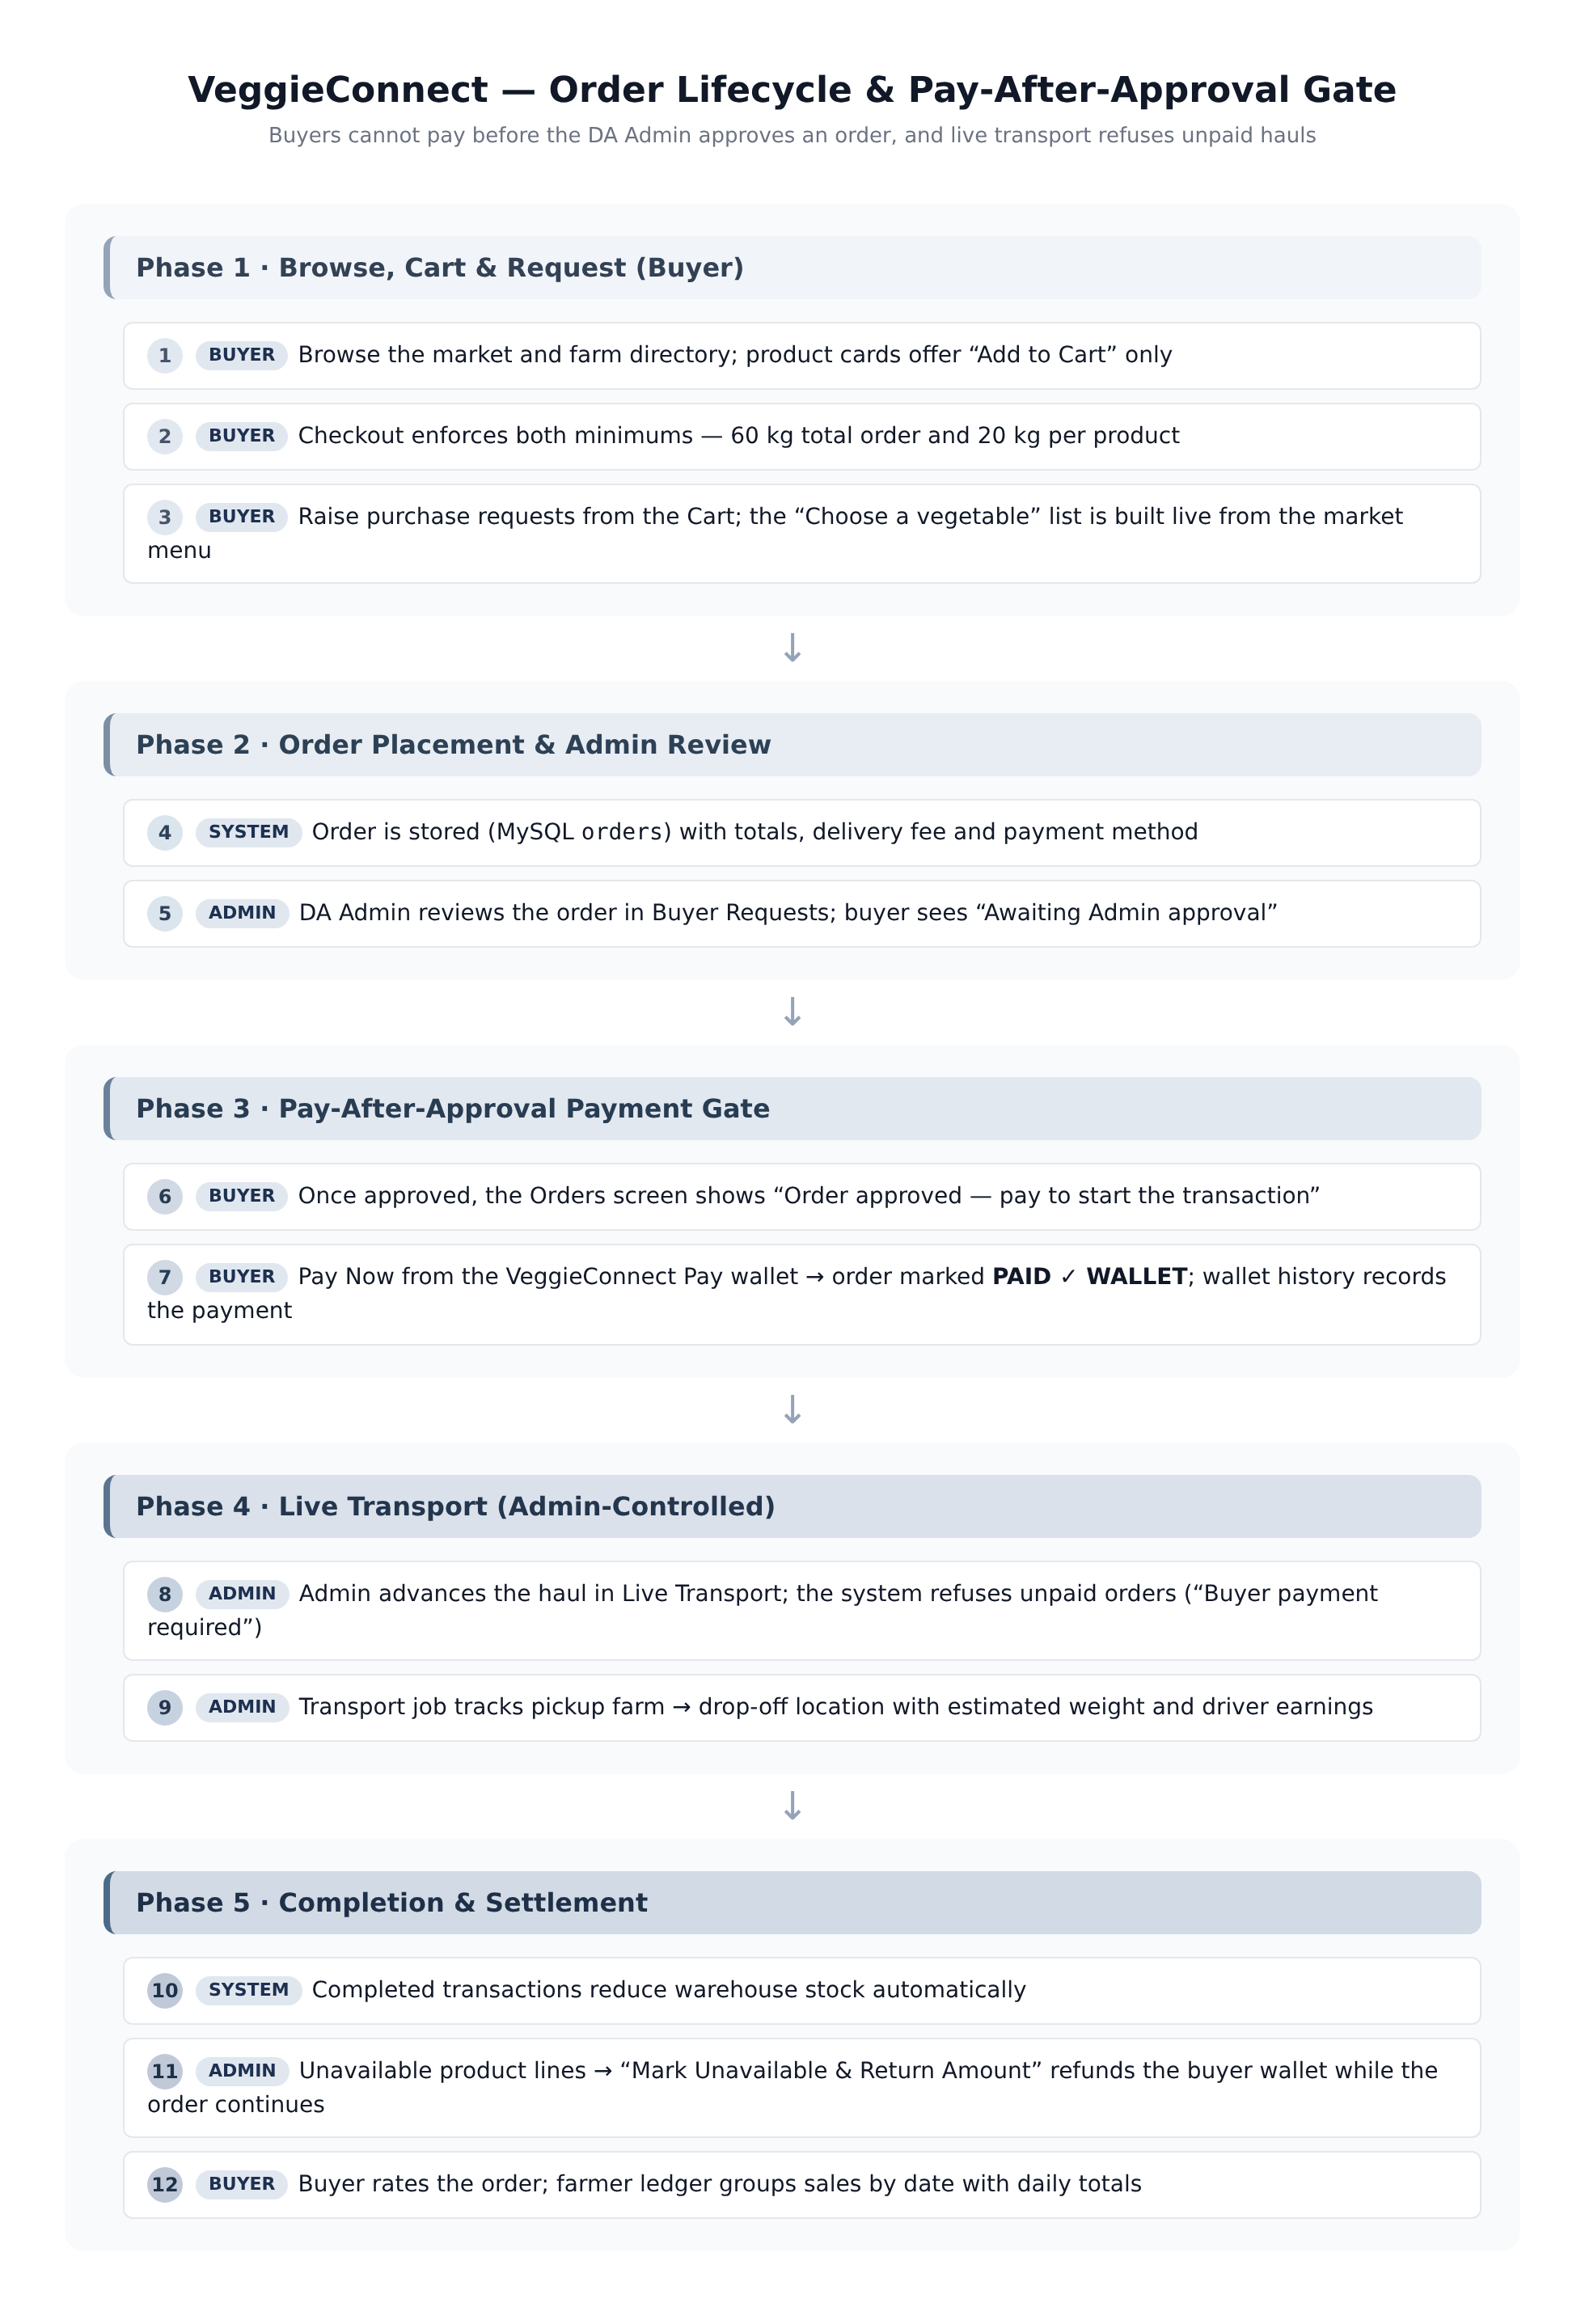 VeggieConnect — Order Lifecycle & Pay-After-Approval Gate
Buyers cannot pay before the DA Admin approves an order, and live transport refuses unpaid hauls
Phase 1 · Browse, Cart & Request (Buyer)
1 BUYER Browse the market and farm directory; product cards offer “Add to Cart” only
2 BUYER Checkout enforces both minimums — 60 kg total order and 20 kg per product
3 BUYER Raise purchase requests from the Cart; the “Choose a vegetable” list is built live from the market
menu
↓
Phase 2 · Order Placement & Admin Review
4 SYSTEM Order is stored (MySQL orders) with totals, delivery fee and payment method
5 ADMIN DA Admin reviews the order in Buyer Requests; buyer sees “Awaiting Admin approval”
↓
Phase 3 · Pay-After-Approval Payment Gate
6 BUYER Once approved, the Orders screen shows “Order approved — pay to start the transaction”
7 BUYER Pay Now from the VeggieConnect Pay wallet → order marked PAID ✓ WALLET; wallet history records
the payment
↓
Phase 4 · Live Transport (Admin-Controlled)
8 ADMIN Admin advances the haul in Live Transport; the system refuses unpaid orders (“Buyer payment
required”)
9 ADMIN Transport job tracks pickup farm → drop-off location with estimated weight and driver earnings
↓
Phase 5 · Completion & Settlement
10 SYSTEM Completed transactions reduce warehouse stock automatically
11 ADMIN Unavailable product lines → “Mark Unavailable & Return Amount” refunds the buyer wallet while the
order continues
12 BUYER Buyer rates the order; farmer ledger groups sales by date with daily totals